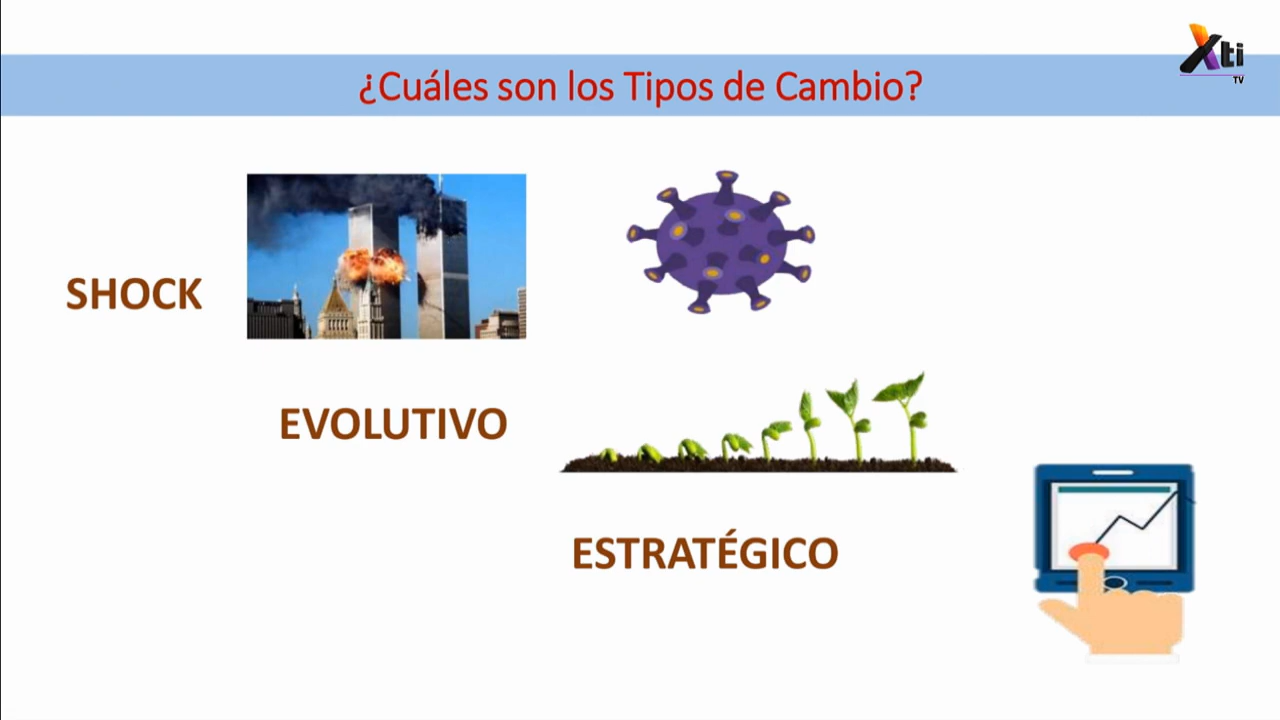 Xti
TV
¿Cuáles son los Tipos de Cambio?
SHOCK
EVOLUTIVO
ESTRATÉGICO